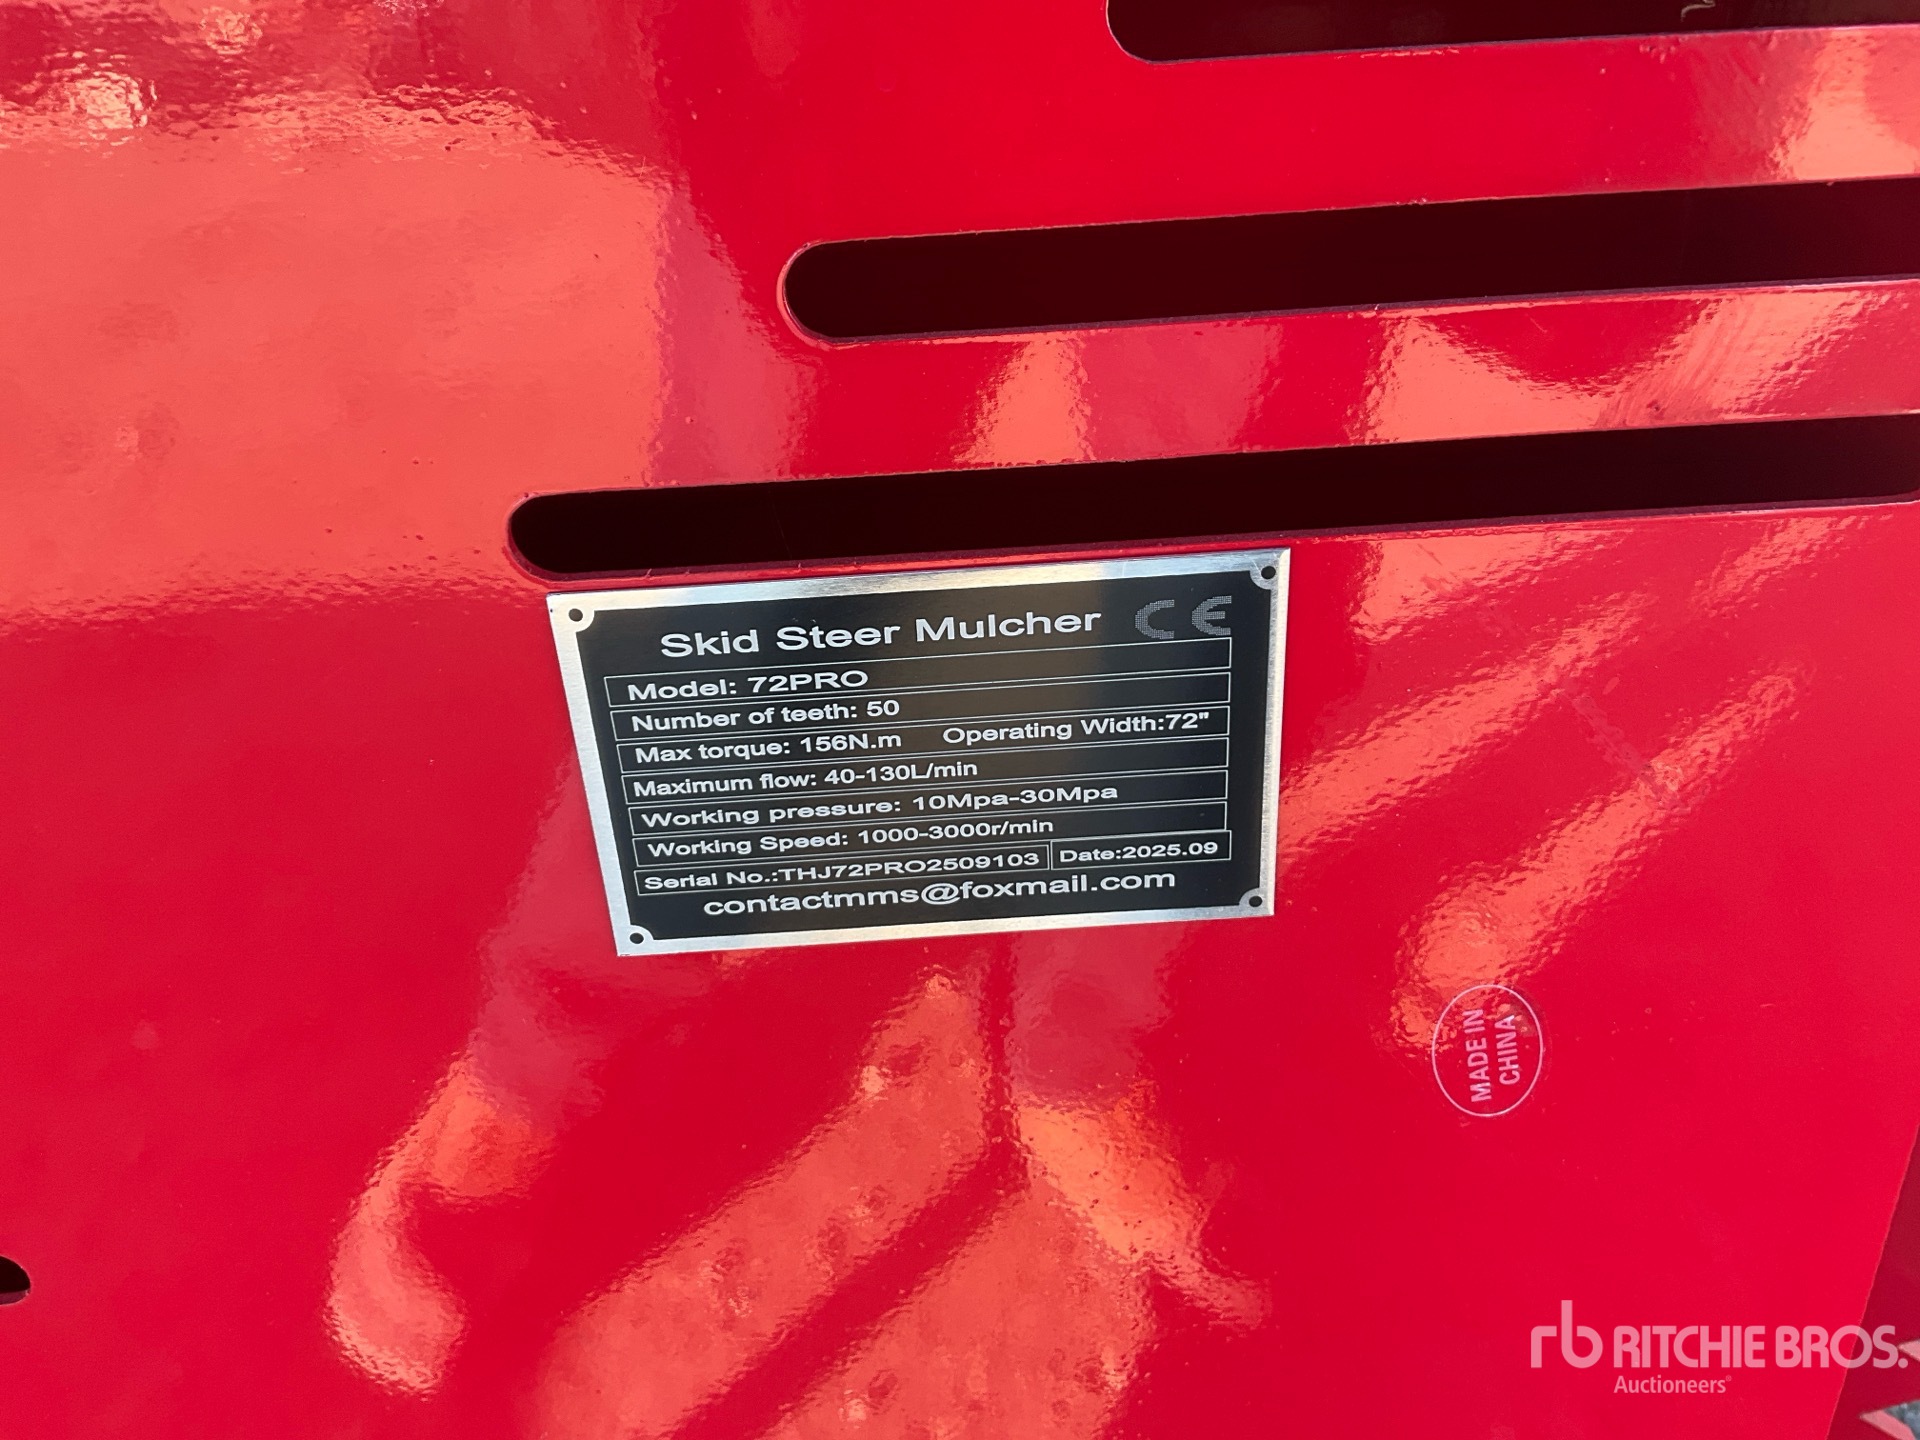 Skid Steer Mulcher CE
Model: 72PRO
Number of teeth: 50
Max torque: 156N.m Operating Width:72"
Maximum flow: 40-130L/min
Working pressure: 10Mpa-30Mpa
Working Speed: 1000-3000r/min
Serial No.:THJ72PRO2509103 Date:2025.09
contactmms@foxmail.com
MADE IN
CHINA
rb RITCHIE BROS.
Auctioneers®